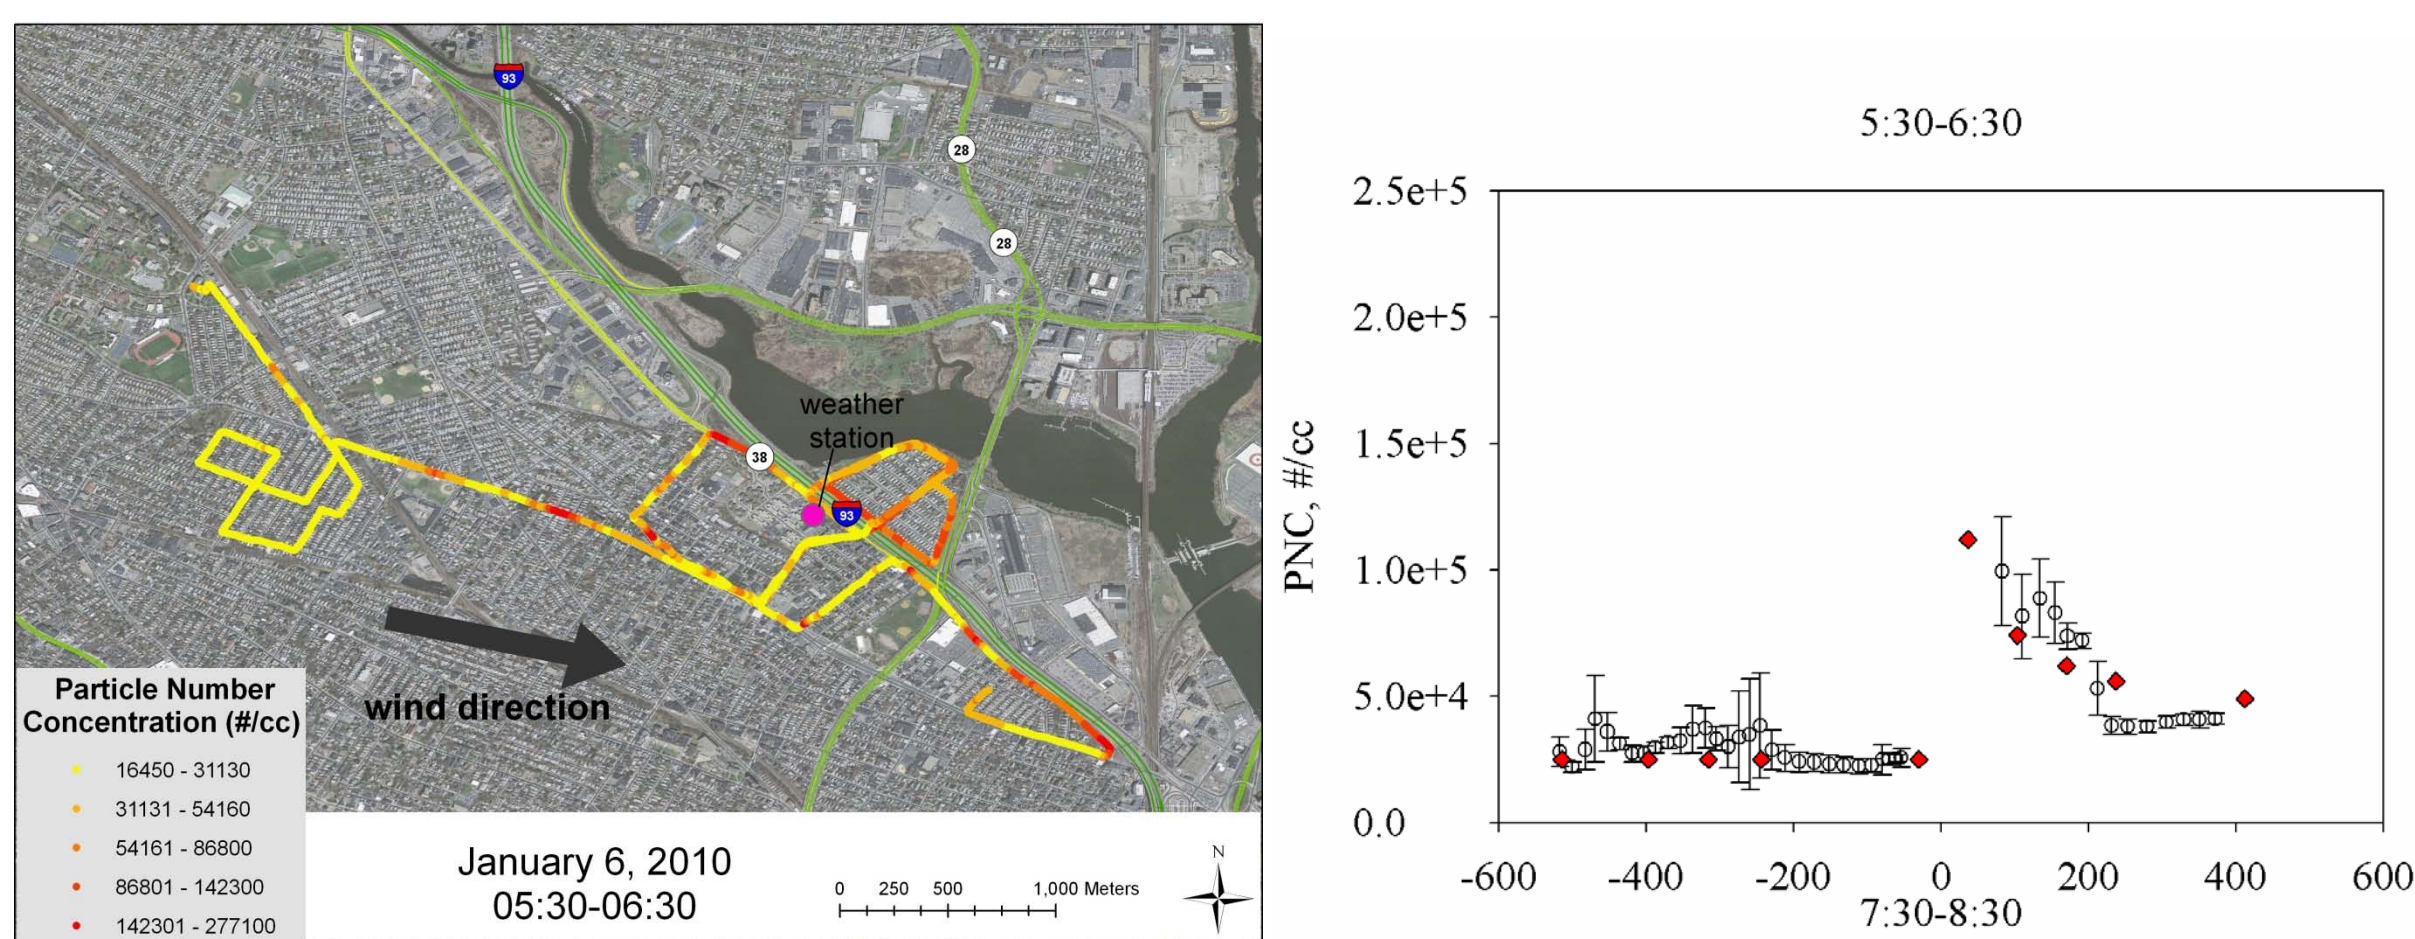 93
28
28
weather
station
38
93
wind direction
Particle Number
Concentration (#/cc)
16450 - 31130
31131 - 54160
54161 - 86800
86801 - 142300
142301 - 277100
January 6, 2010
05:30-06:30
0 250 500 1,000 Meters
N
5:30-6:30
2.5e+5
2.0e+5
1.5e+5
1.0e+5
5.0e+4
0.0
PNC, #/cc
-600 -400 -200 0 200 400 600
7:30-8:30